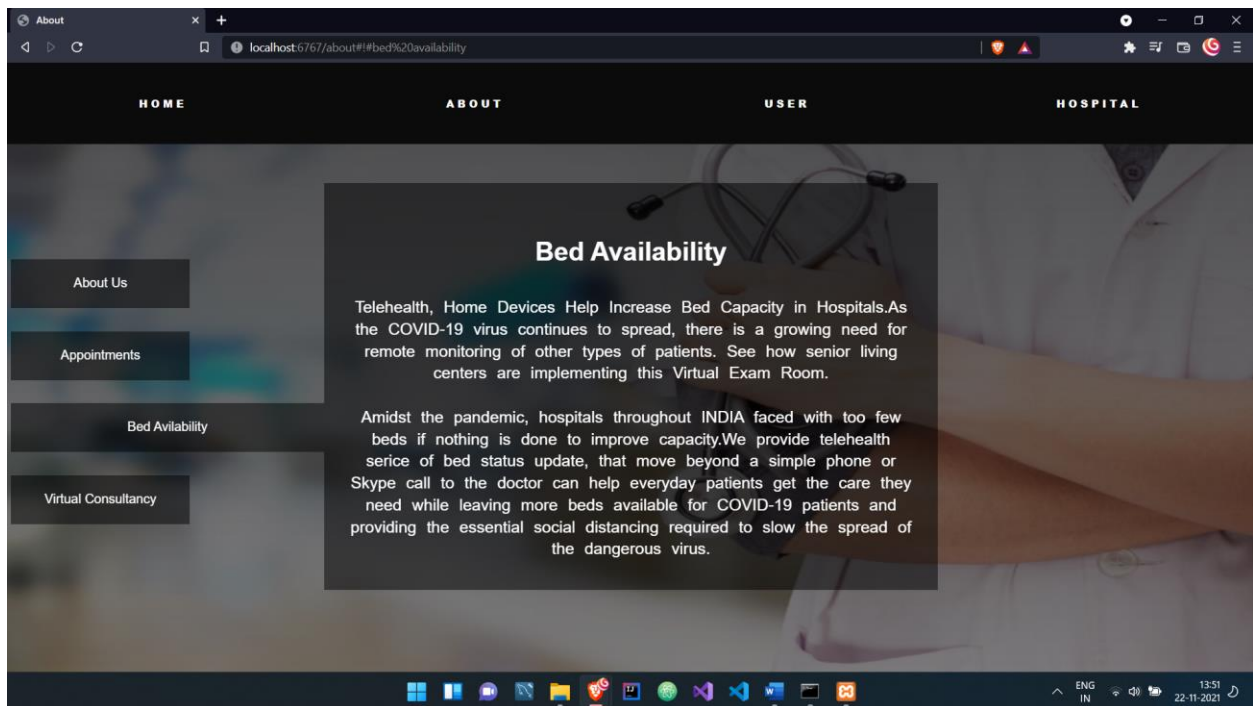 About
localhost:6767/about#!#bed%20availability
HOME ABOUT USER HOSPITAL
About Us
Appointments
Bed Avilability
Virtual Consultancy
Bed Availability
Telehealth, Home Devices Help Increase Bed Capacity in Hospitals.As
the COVID-19 virus continues to spread, there is a growing need for
remote monitoring of other types of patients. See how senior living
centers are implementing this Virtual Exam Room.
Amidst the pandemic, hospitals throughout INDIA faced with too few
beds if nothing is done to improve capacity.We provide telehealth
serice of bed status update, that move beyond a simple phone or
Skype call to the doctor can help everyday patients get the care they
need while leaving more beds available for COVID-19 patients and
providing the essential social distancing required to slow the spread of
the dangerous virus.
ENG
IN
13:51
22-11-2021